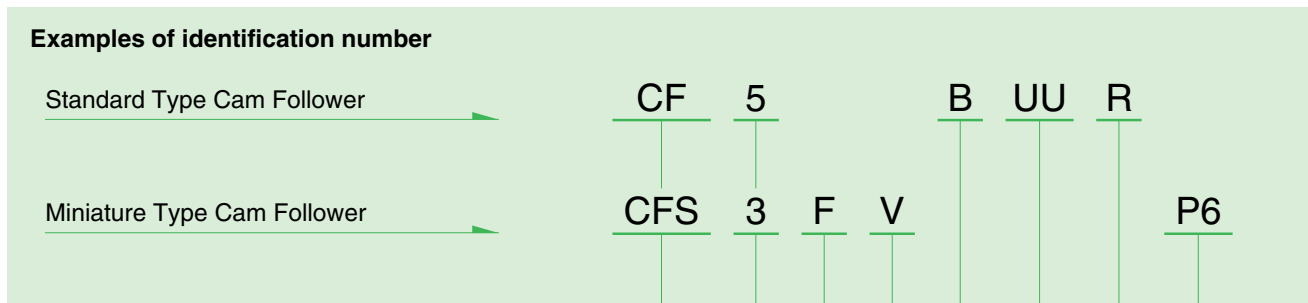 Examples of identification number
Standard Type Cam Follower CF 5 B UU R
Miniature Type Cam Follower CFS 3 F V P6